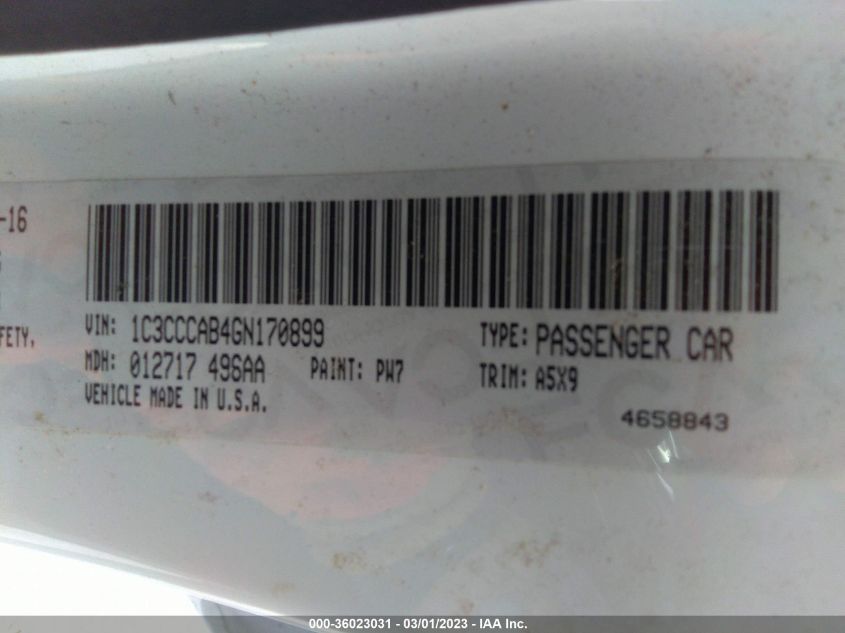 -16
FETY.
VIN: 1C3CCCAB4GN170899
TYPE: PASSENGER CAR
MDH: 012717 496AA
PAINT: PW7
TRIM: A5X9
VEHICLE MADE IN U.S.A.
4658843
000-36023031 - 03/01/2023 - IAA Inc.